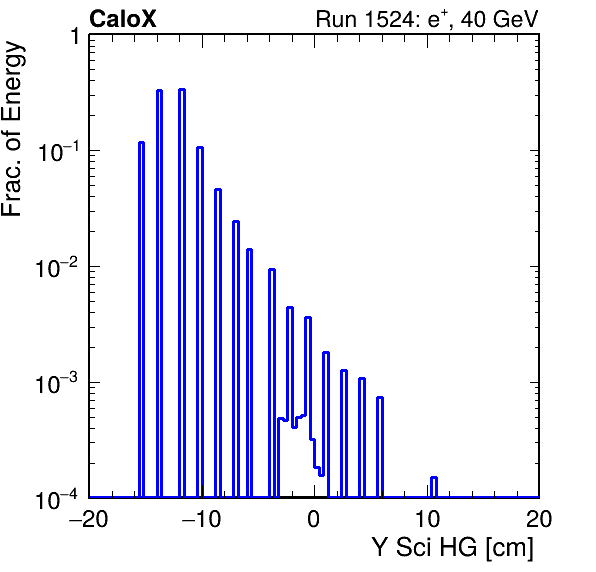 CaloX Run 1524: e⁺, 40 GeV
Frac. of Energy
1
10⁻¹
10⁻²
10⁻³
10⁻⁴
−20 −10 0 10 20
Y Sci HG [cm]